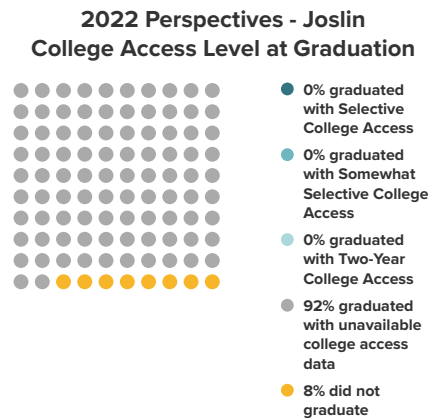 2022 Perspectives - Joslin
College Access Level at Graduation
0% graduated
with Selective
College Access
0% graduated
with Somewhat
Selective College
Access
0% graduated
with Two-Year
College Access
92% graduated
with unavailable
college access
data
8% did not
graduate